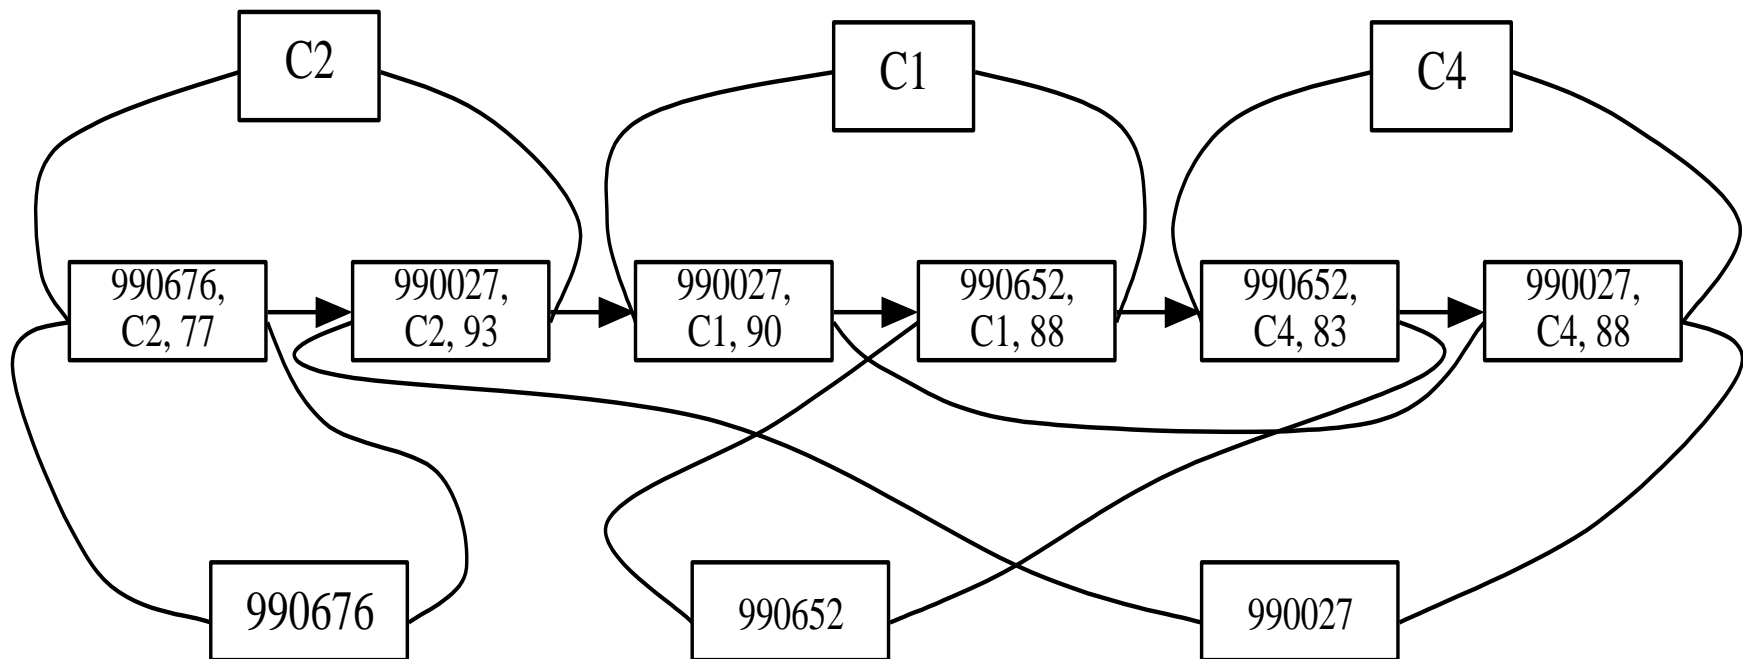 C2
C1
C4
990676,
C2, 77
990027,
C2, 93
990027,
C1, 90
990652,
C1, 88
990652,
C4, 83
990027,
C4, 88
990676
990652
990027